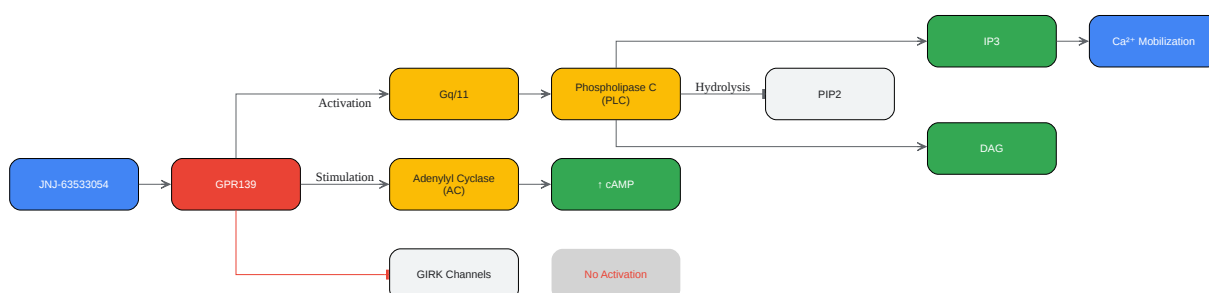 IP3
Ca²⁺ Mobilization
Activation
Gq/11
Phospholipase C
(PLC)
Hydrolysis
PIP2
DAG
JNJ-63533054
GPR139
Stimulation
Adenylyl Cyclase
(AC)
↑ cAMP
GIRK Channels
No Activation